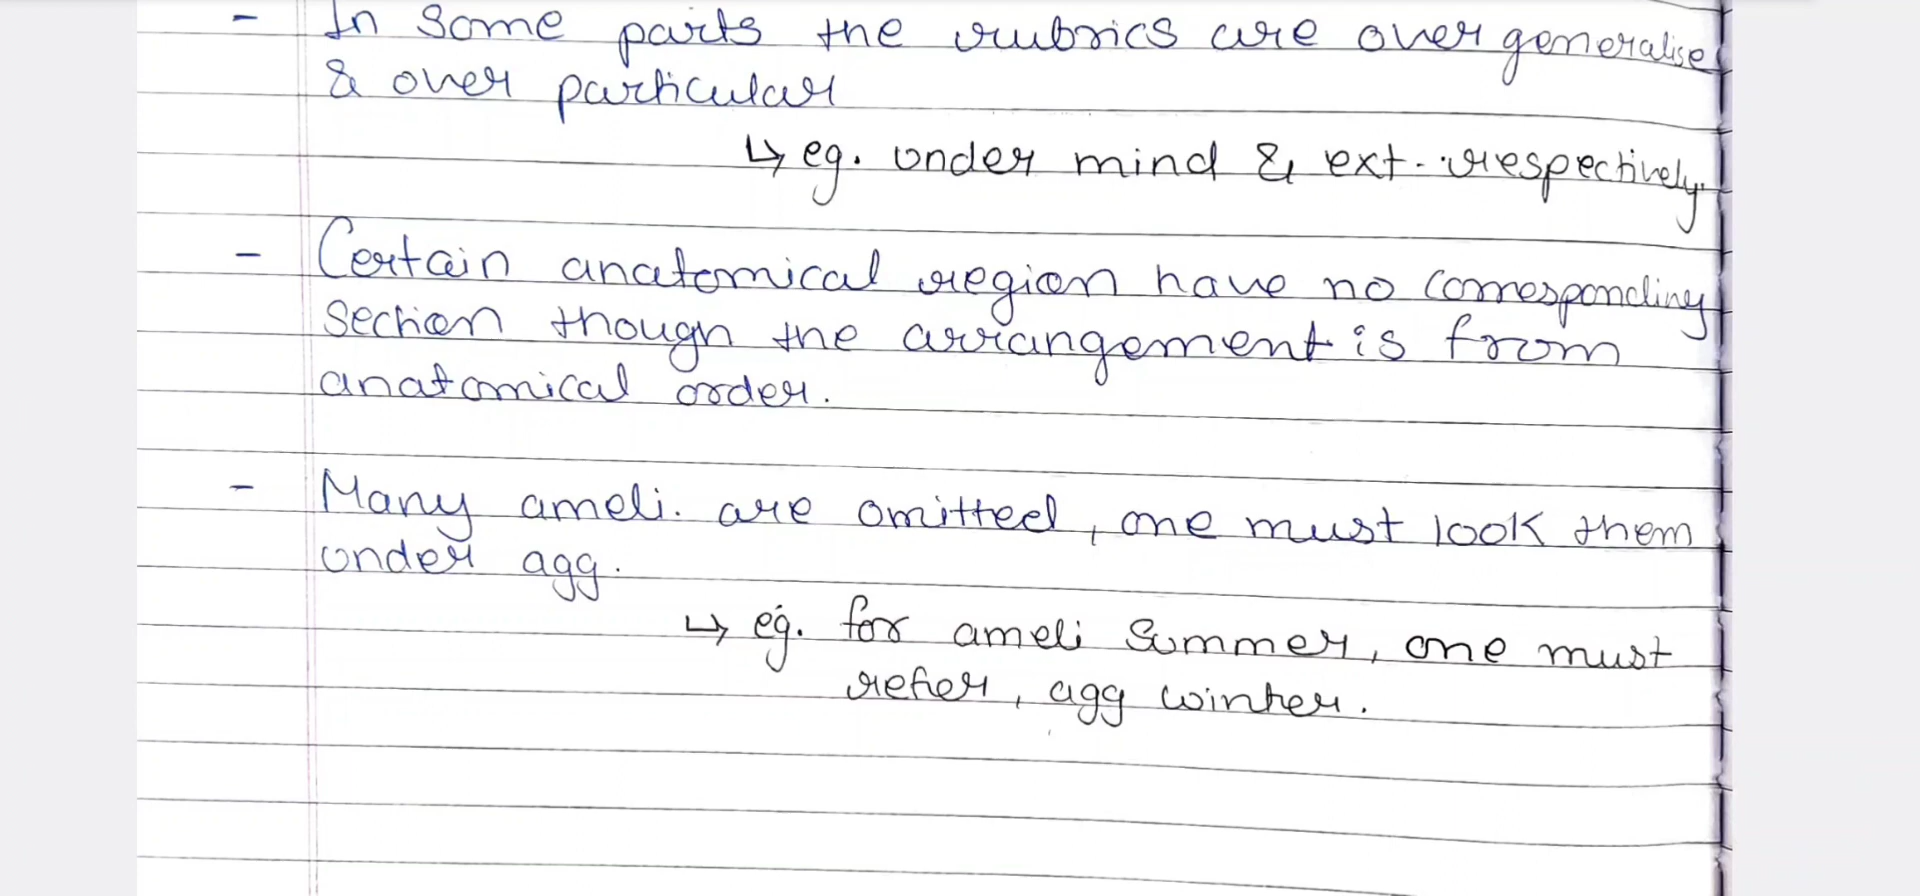 - In some parts the rubrics are over generalise
& over particular
↳ eg. under mind & ext. respectively.
- Certain anatomical region have no corresponding
section though the arrangement is from
anatomical order.
- Many ameli. are omitted, one must look them
under agg.
↳ eg. for ameli summer, one must
refer, agg winter.